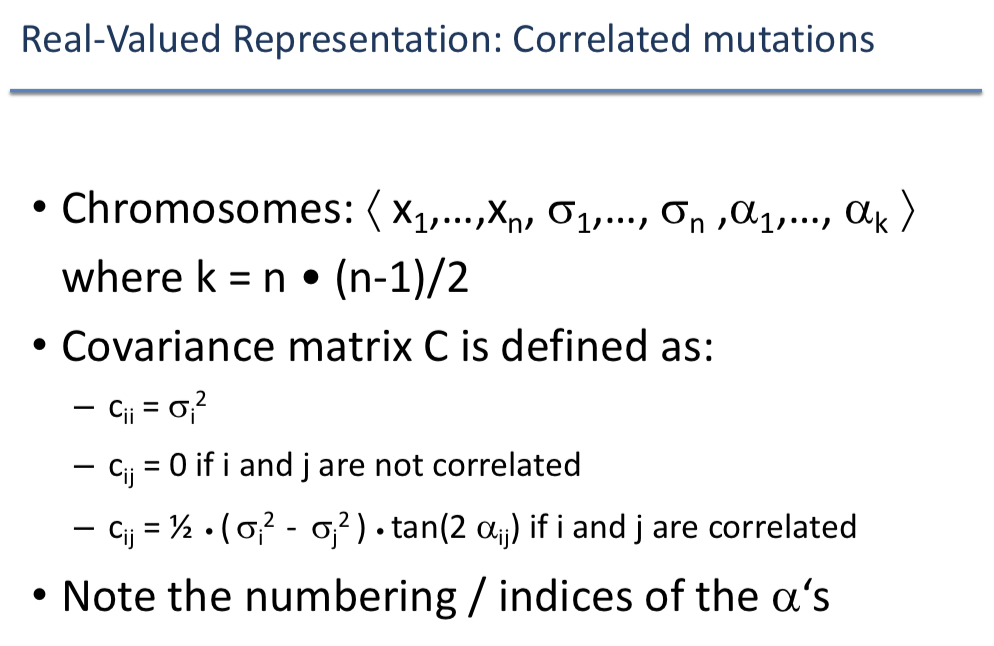 Real-Valued Representation: Correlated mutations
• Chromosomes: 〈 x₁,…,xₙ, σ₁,…, σₙ ,α₁,…, αₖ 〉
where k = n • (n-1)/2
• Covariance matrix C is defined as:
– cᵢᵢ = σᵢ²
– cᵢⱼ = 0 if i and j are not correlated
– cᵢⱼ = ½ • ( σᵢ² - σⱼ² ) • tan(2 αᵢⱼ) if i and j are correlated
• Note the numbering / indices of the α‘s